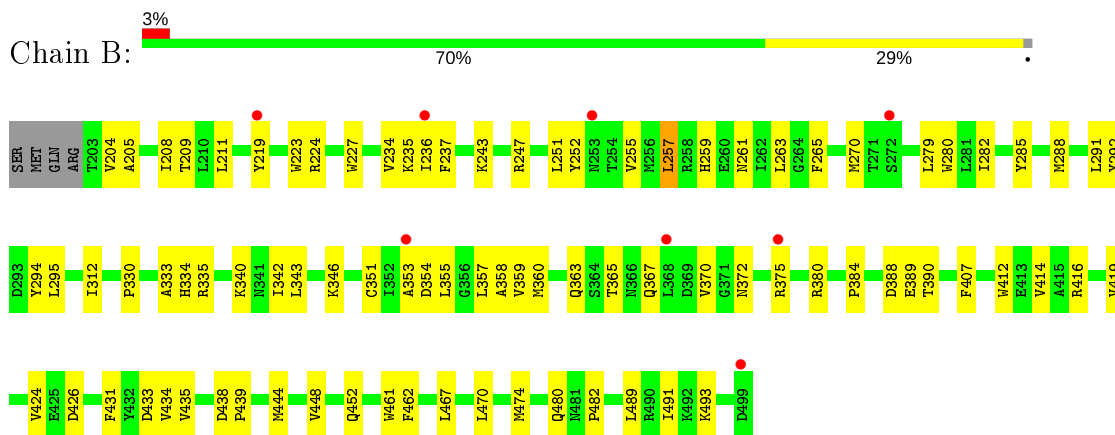 3%
Chain B:
70% 29% •
SER MET GLN ARG T203 V204 A205 I208 T209 L210 L211 Y219 W223 R224 W227 V234 K235 I236 F237 K243 R247 L251 Y252 N253 T254 V255 M256 L257 R258 H259 E260 N261 I262 L263 G264 F265 M270 T271 S272 L279 W280 L281 I282 Y285 M288 L291 Y292
D293 Y294 L295 I312 P330 A333 H334 R335 K340 N341 I342 L343 K346 C351 I352 A353 D354 L355 G356 L357 A358 V359 M360 Q363 S364 T365 N366 Q367 L368 D369 V370 G371 N372 R375 R380 P384 D388 E389 T390 F407 W412 E413 V414 A415 R416
V424 E425 D426 F431 Y432 D433 V434 V435 D438 P439 M444 V448 Q452 W461 F462 L467 L470 M474 Q480 N481 P482 L489 R490 I491 K492 K493 D499